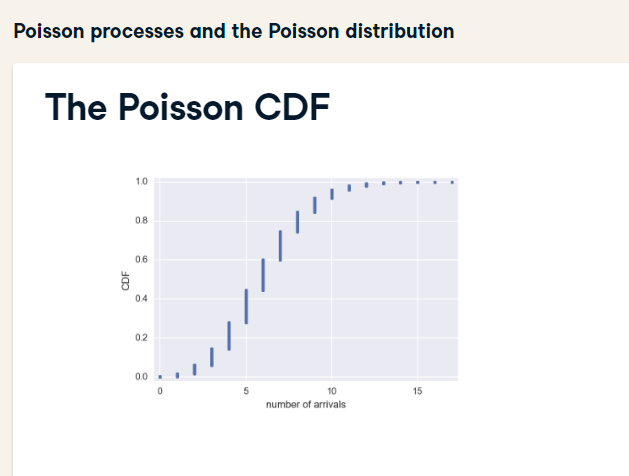 Poisson processes and the Poisson distribution
The Poisson CDF
1.0
0.8
0.6
CDF
0.4
0.2
0.0
0 5 10 15
number of arrivals